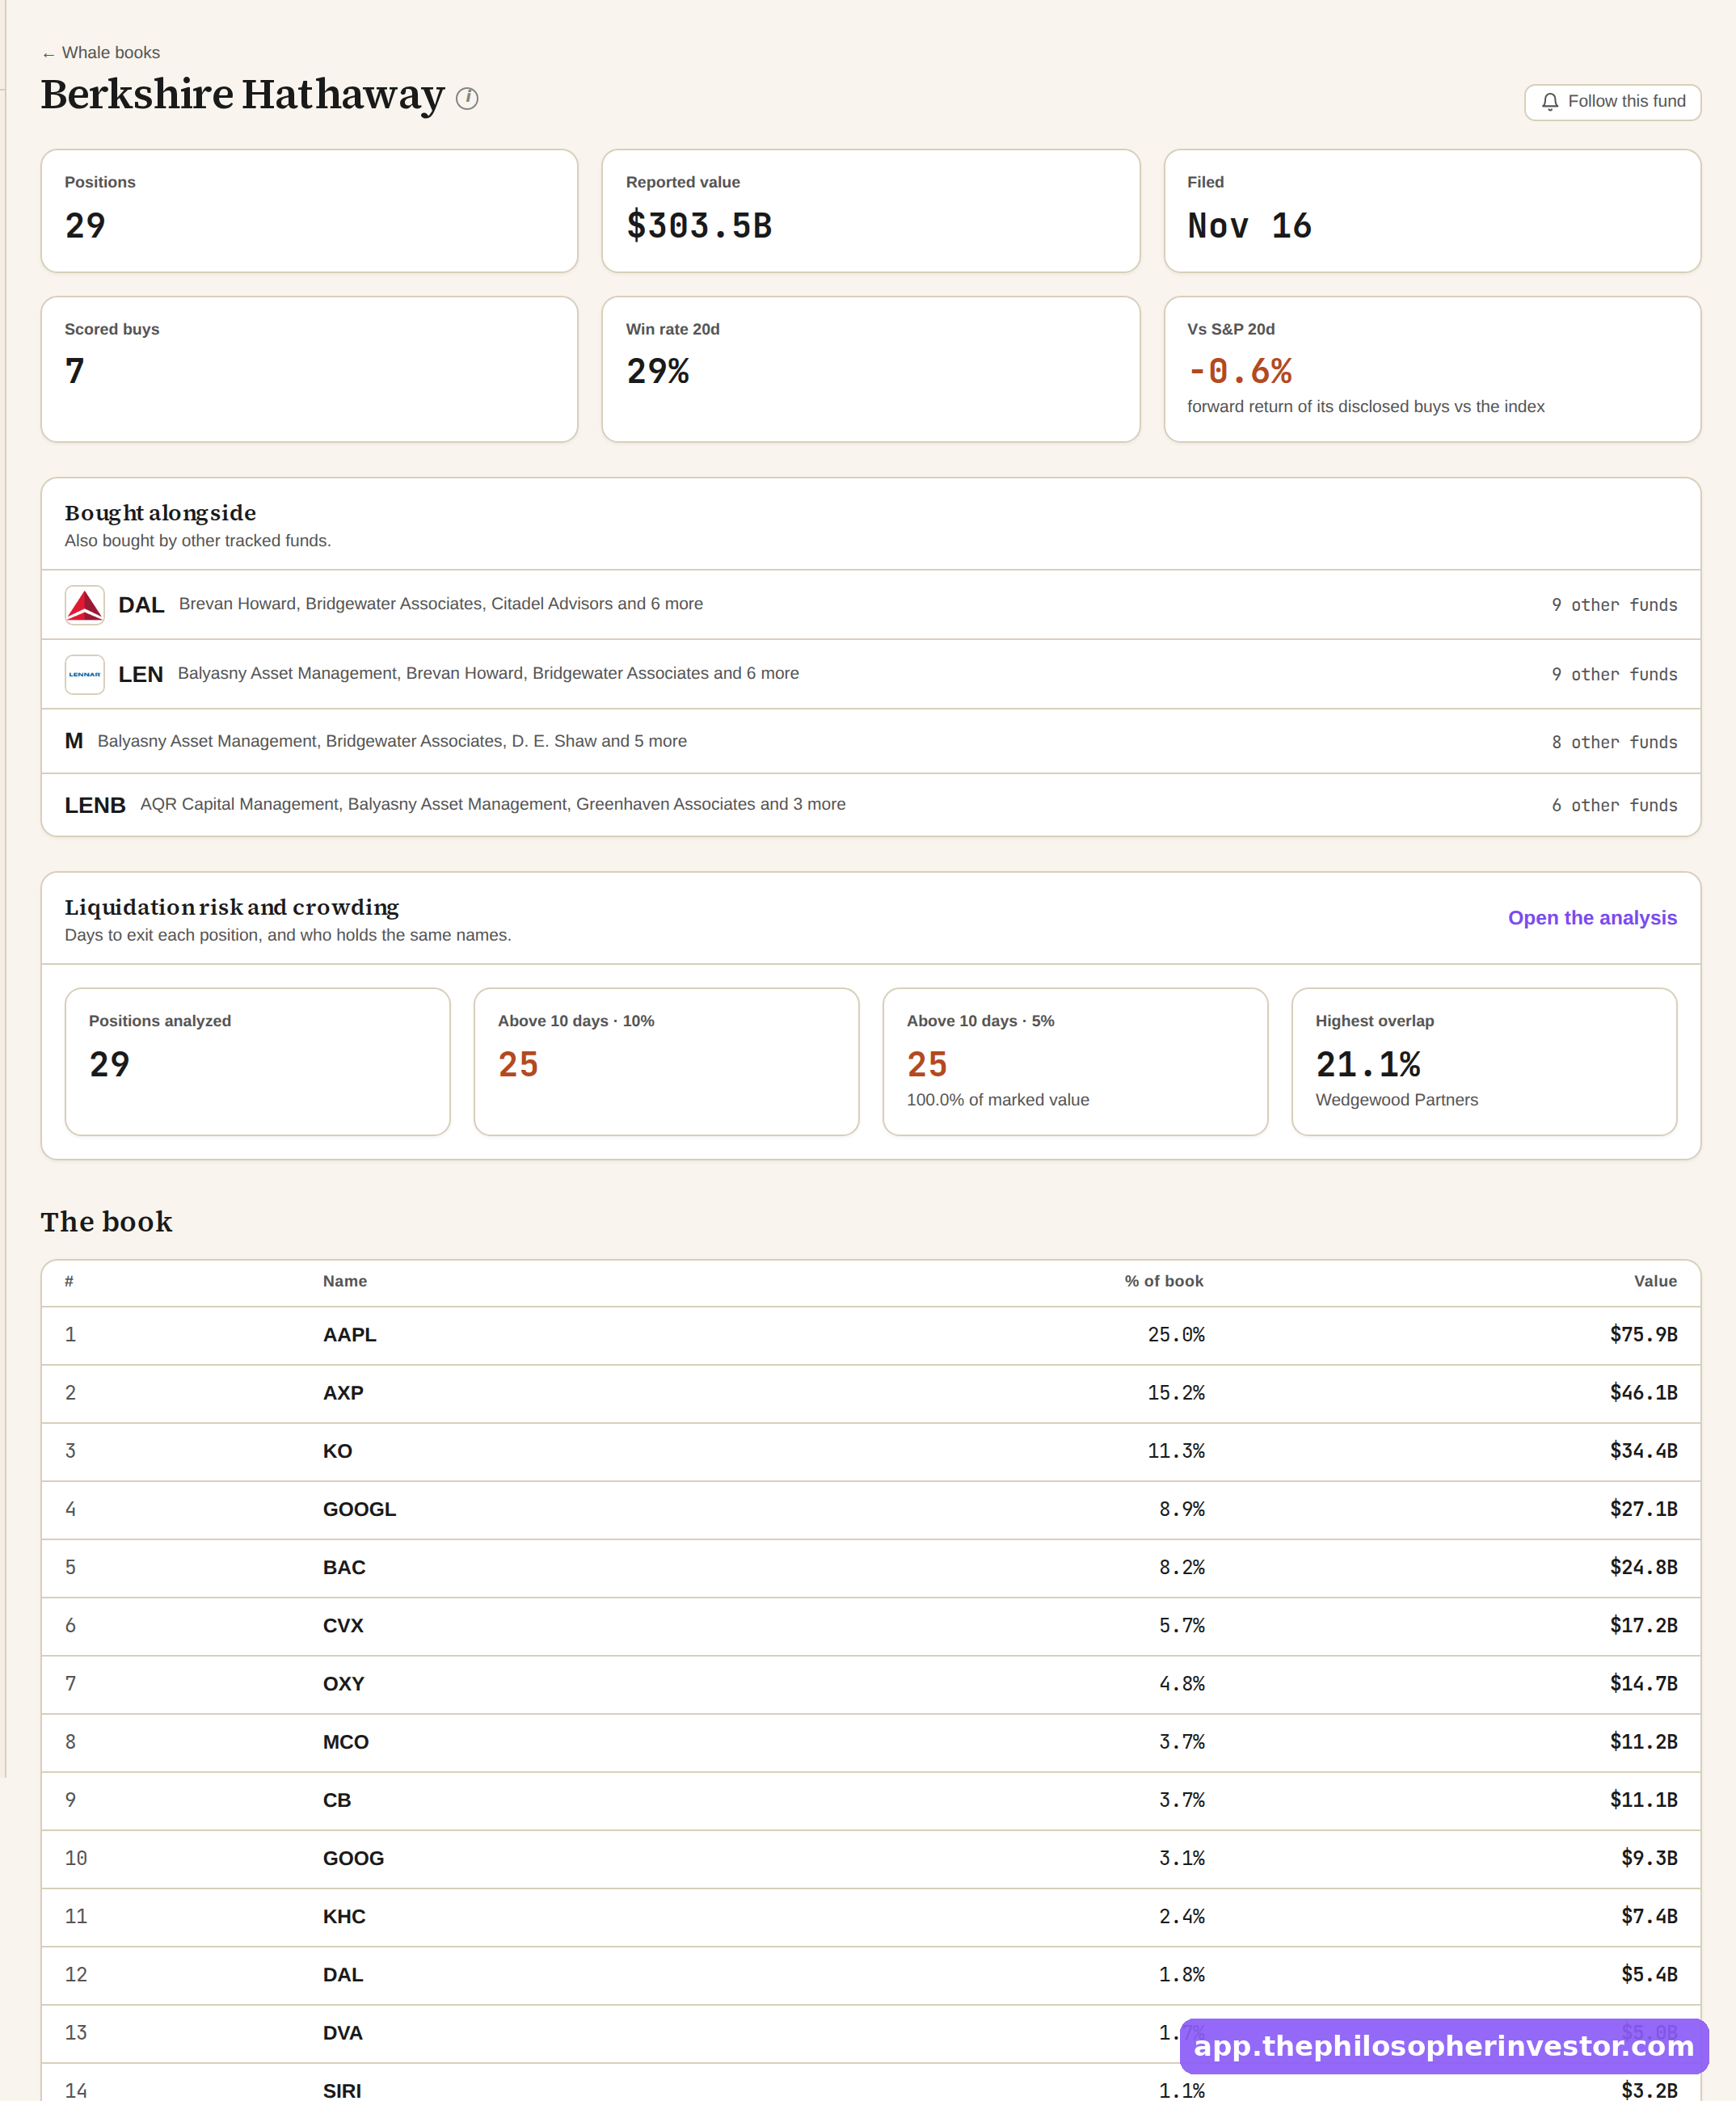 ← Whale books
Berkshire Hathaway i
Follow this fund
Positions
29
Reported value
$303.5B
Filed
Nov 16
Scored buys
7
Win rate 20d
29%
Vs S&P 20d
-0.6%
forward return of its disclosed buys vs the index
Bought alongside
Also bought by other tracked funds.
DAL Brevan Howard, Bridgewater Associates, Citadel Advisors and 6 more 9 other funds
LENNAR LEN Balyasny Asset Management, Brevan Howard, Bridgewater Associates and 6 more 9 other funds
M Balyasny Asset Management, Bridgewater Associates, D. E. Shaw and 5 more 8 other funds
LENB AQR Capital Management, Balyasny Asset Management, Greenhaven Associates and 3 more 6 other funds
Liquidation risk and crowding
Days to exit each position, and who holds the same names.
Open the analysis
Positions analyzed
29
Above 10 days · 10%
25
Above 10 days · 5%
25
100.0% of marked value
Highest overlap
21.1%
Wedgewood Partners
The book
# Name % of book Value
1 AAPL 25.0% $75.9B
2 AXP 15.2% $46.1B
3 KO 11.3% $34.4B
4 GOOGL 8.9% $27.1B
5 BAC 8.2% $24.8B
6 CVX 5.7% $17.2B
7 OXY 4.8% $14.7B
8 MCO 3.7% $11.2B
9 CB 3.7% $11.1B
10 GOOG 3.1% $9.3B
11 KHC 2.4% $7.4B
12 DAL 1.8% $5.4B
13 DVA 1.7% $5.0B
app.thephilosopherinvestor.com
14 SIRI 1.1% $3.2B